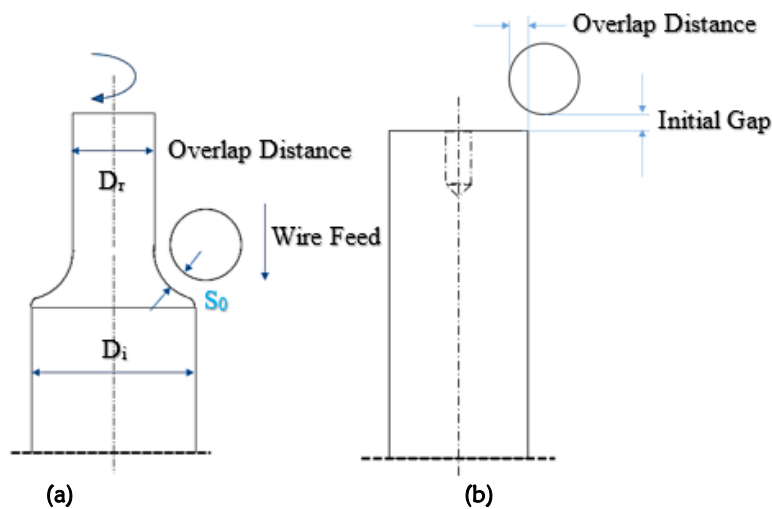 Overlap Distance
Dr
Wire Feed
S0
Di
(a)
Overlap Distance
Initial Gap
(b)